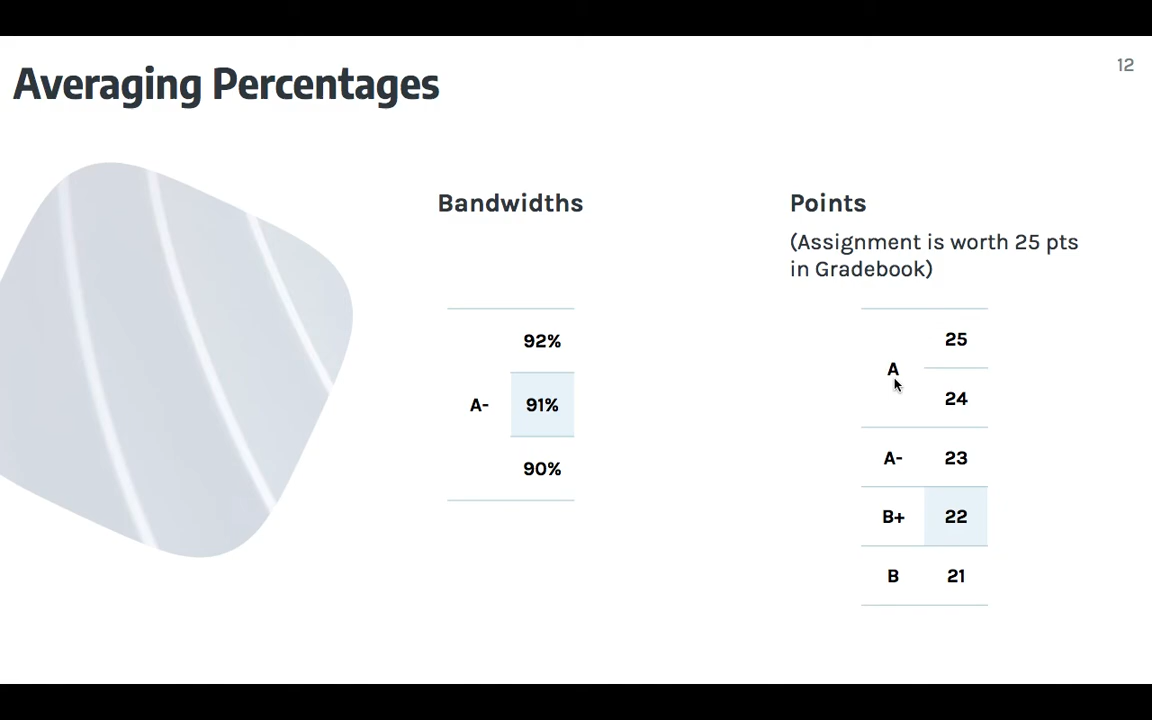 12
Averaging Percentages
Bandwidths
92%
A- 91%
90%
Points
(Assignment is worth 25 pts
in Gradebook)
25
A
24
A- 23
B+ 22
B 21